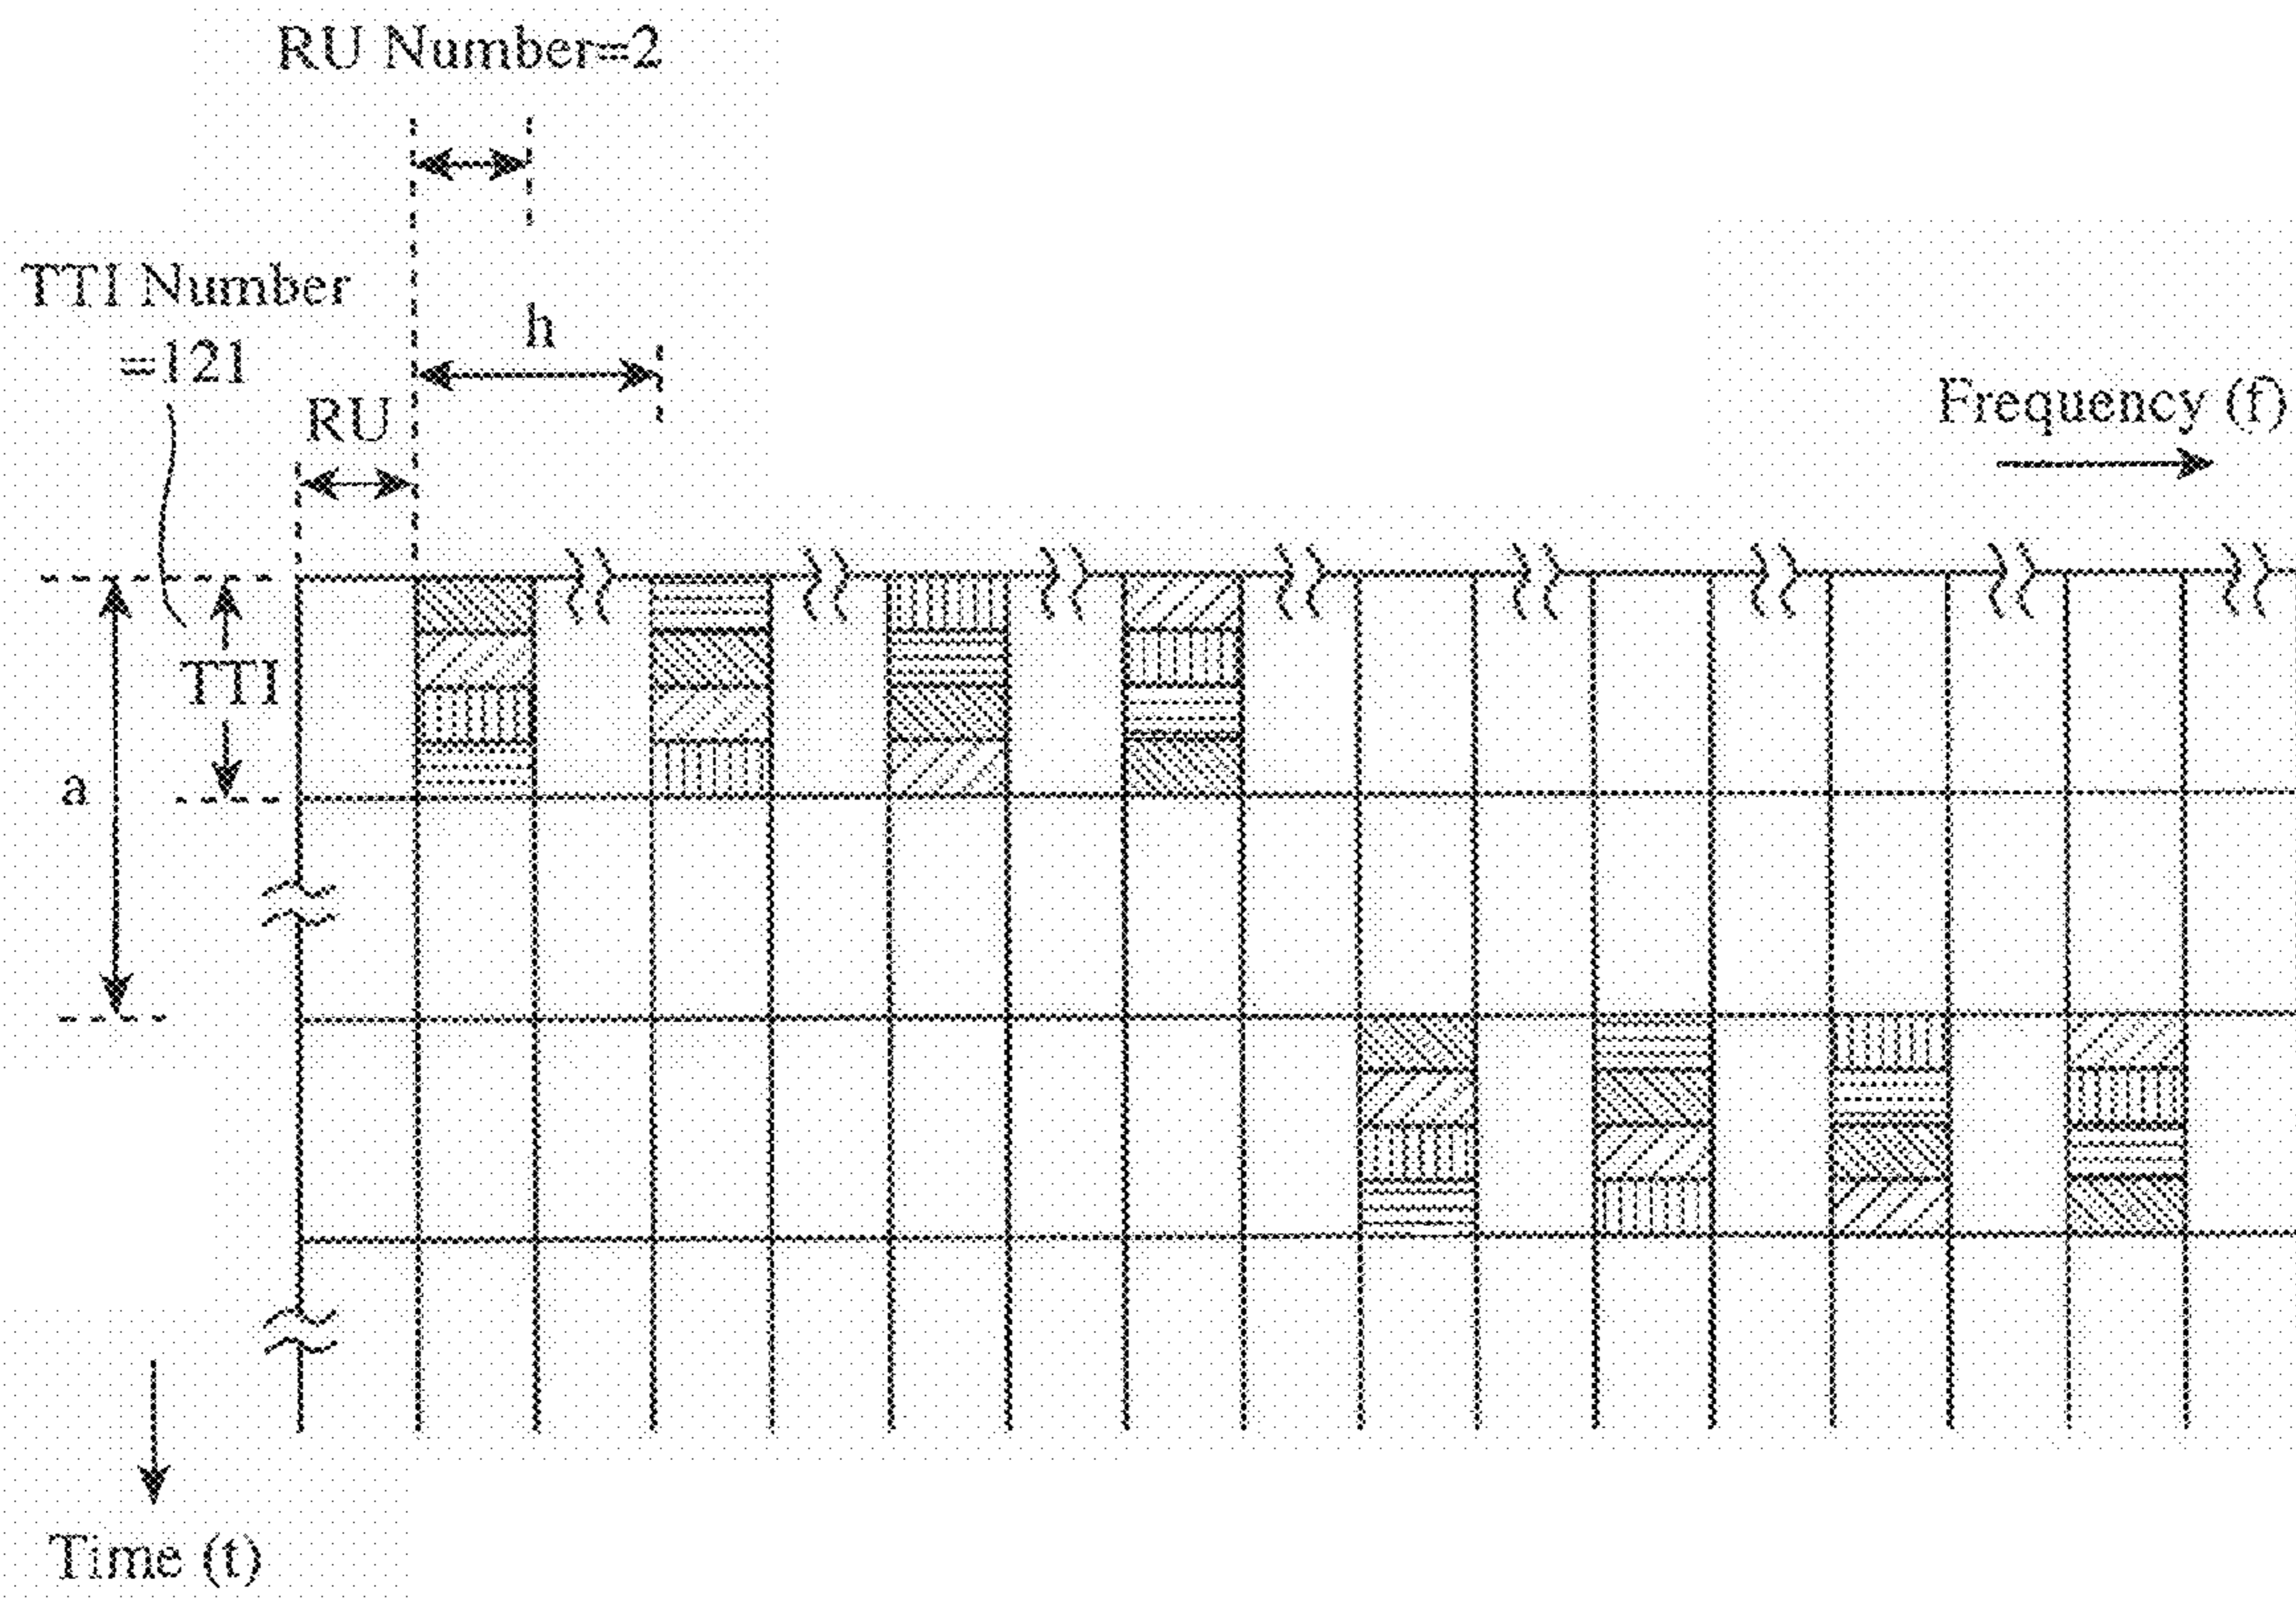 RU Number=2
TTI Number
=121
h
RU
Frequency (f)
TTI
a
Time (t)